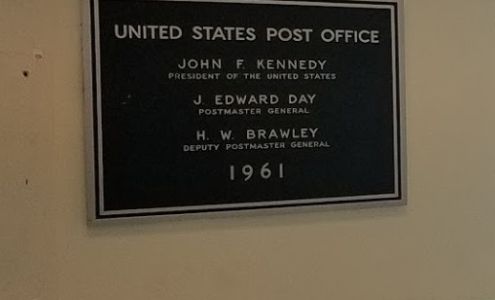 UNITED STATES POST OFFICE
JOHN F. KENNEDY
PRESIDENT OF THE UNITED STATES
J. EDWARD DAY
POSTMASTER GENERAL
H. W. BRAWLEY
DEPUTY POSTMASTER GENERAL
1961